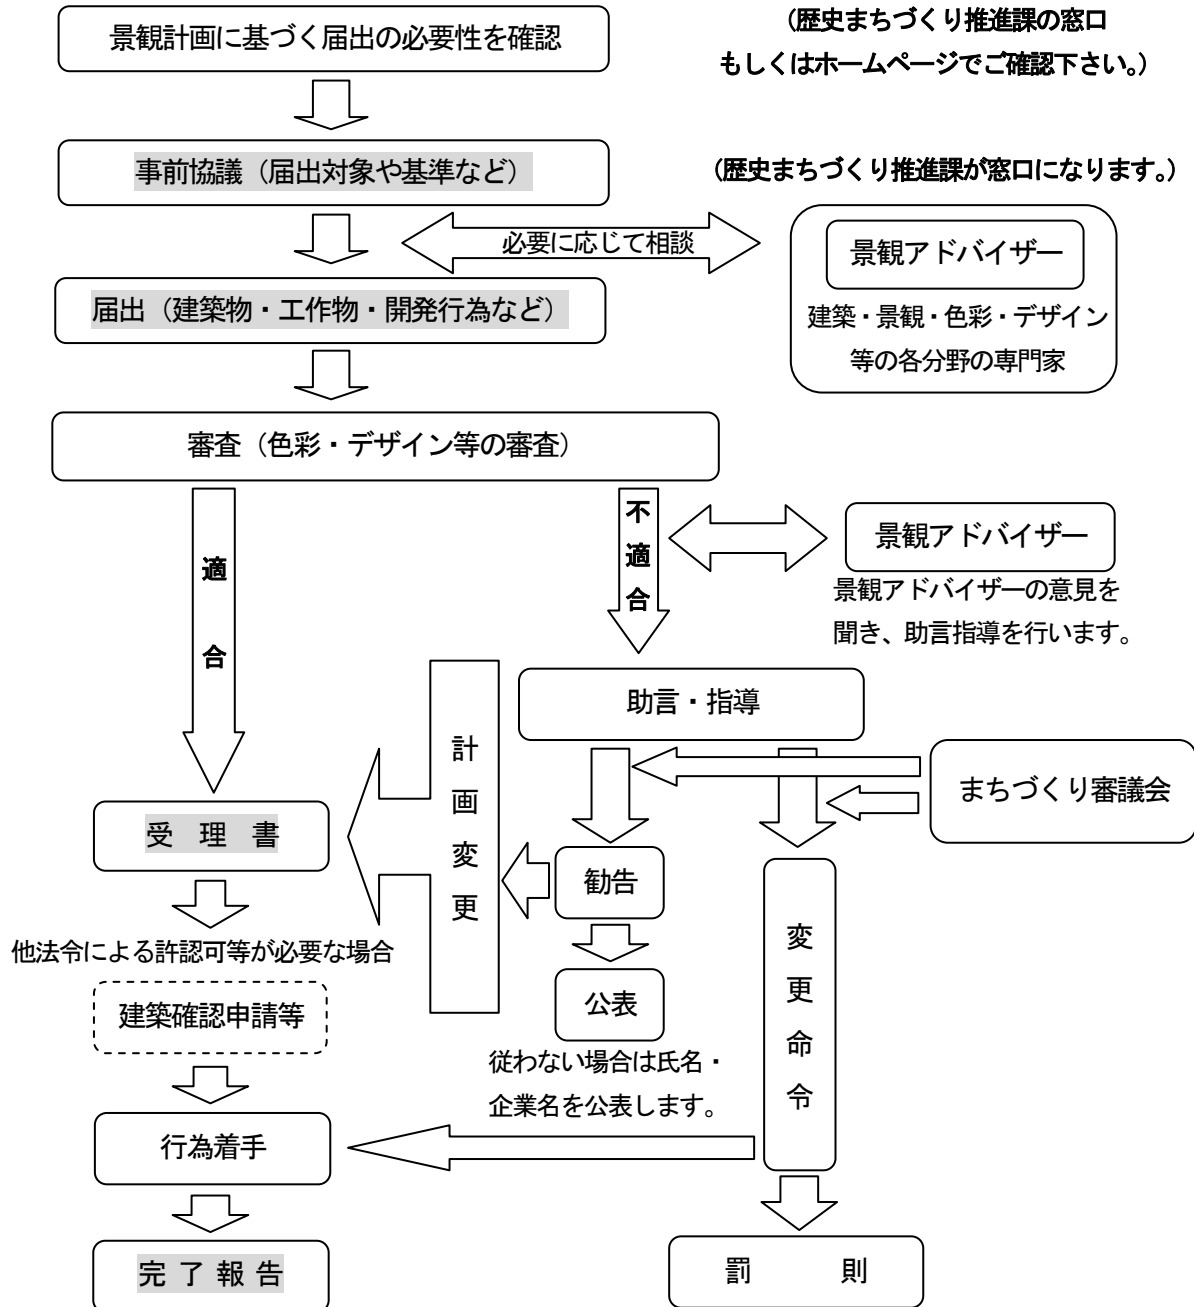 景観計画に基づく届出の必要性を確認
(歴史まちづくり推進課の窓口
もしくはホームページでご確認下さい。)
事前協議（届出対象や基準など）
(歴史まちづくり推進課が窓口になります。)
必要に応じて相談
景観アドバイザー
建築・景観・色彩・デザイン
等の各分野の専門家
届出（建築物・工作物・開発行為など）
審査（色彩・デザイン等の審査）
適合
不適合
景観アドバイザー
景観アドバイザーの意見を
聞き、助言指導を行います。
助言・指導
計画変更
まちづくり審議会
受理書
勧告
変更命令
他法令による許認可等が必要な場合
建築確認申請等
公表
従わない場合は氏名・
企業名を公表します。
行為着手
完了報告
罰則